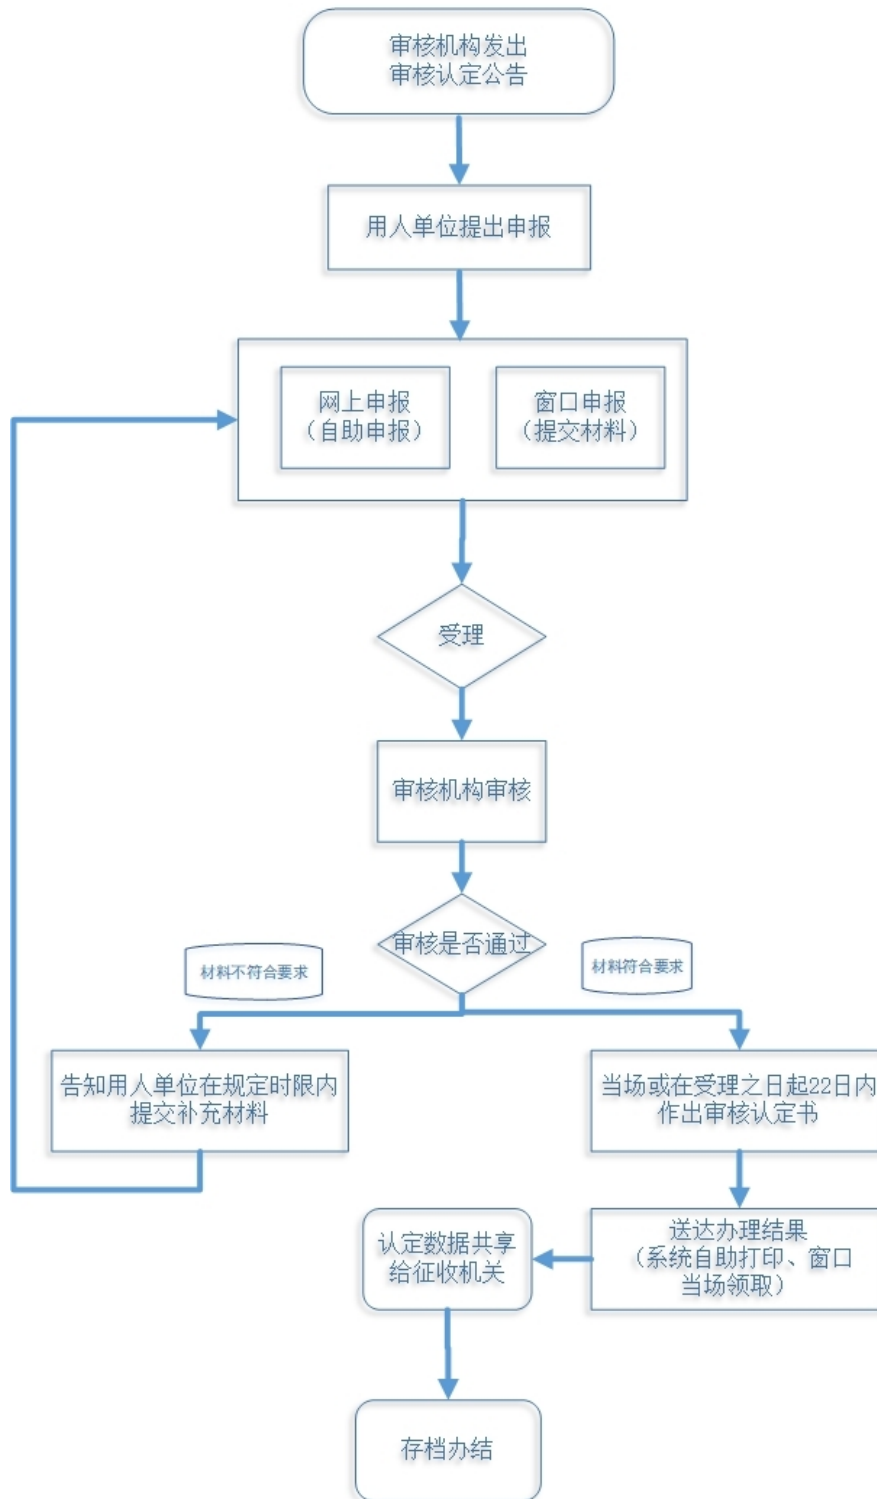 审核机构发出
审核认定公告
用人单位提出申报
网上申报
（自助申报）
窗口申报
（提交材料）
受理
审核机构审核
审核是否通过
材料不符合要求
材料符合要求
告知用人单位在规定时限内
提交补充材料
当场或在受理之日起22日内
作出审核认定书
送达办理结果
（系统自助打印、窗口
当场领取）
认定数据共享
给征收机关
存档办结